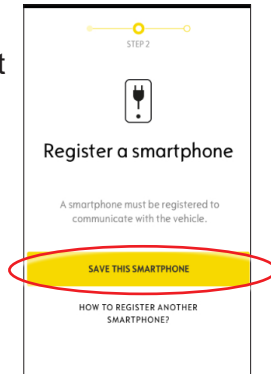 STEP 2
t
Register a smartphone
A smartphone must be registered to
communicate with the vehicle.
SAVE THIS SMARTPHONE
HOW TO REGISTER ANOTHER
SMARTPHONE?